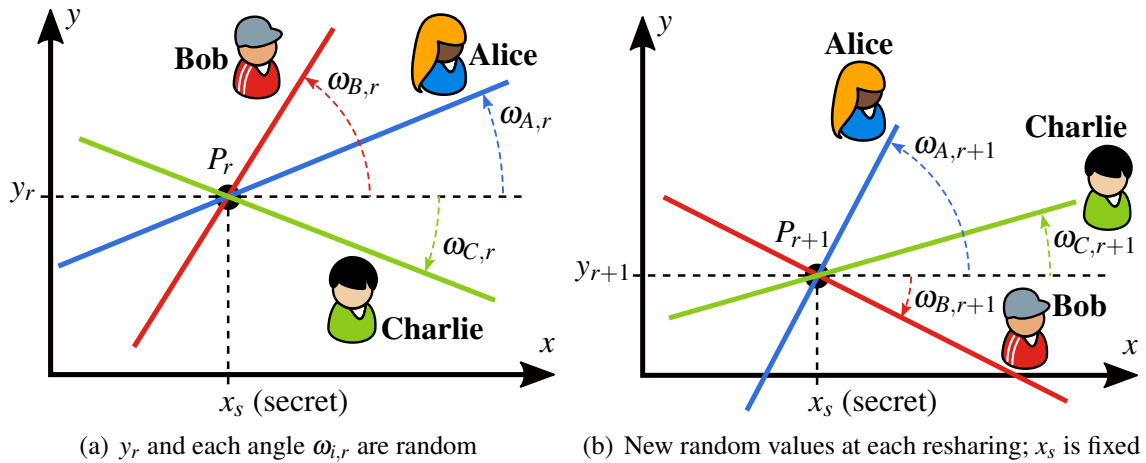 y
Bob
Alice
ω_{B,r}
ω_{A,r}
P_r
y_r
ω_{C,r}
Charlie
x
x_s (secret)
(a) y_r and each angle ω_{i,r} are random
y
Alice
Charlie
ω_{A,r+1}
P_{r+1}
ω_{C,r+1}
y_{r+1}
ω_{B,r+1}
Bob
x
x_s (secret)
(b) New random values at each resharing; x_s is fixed